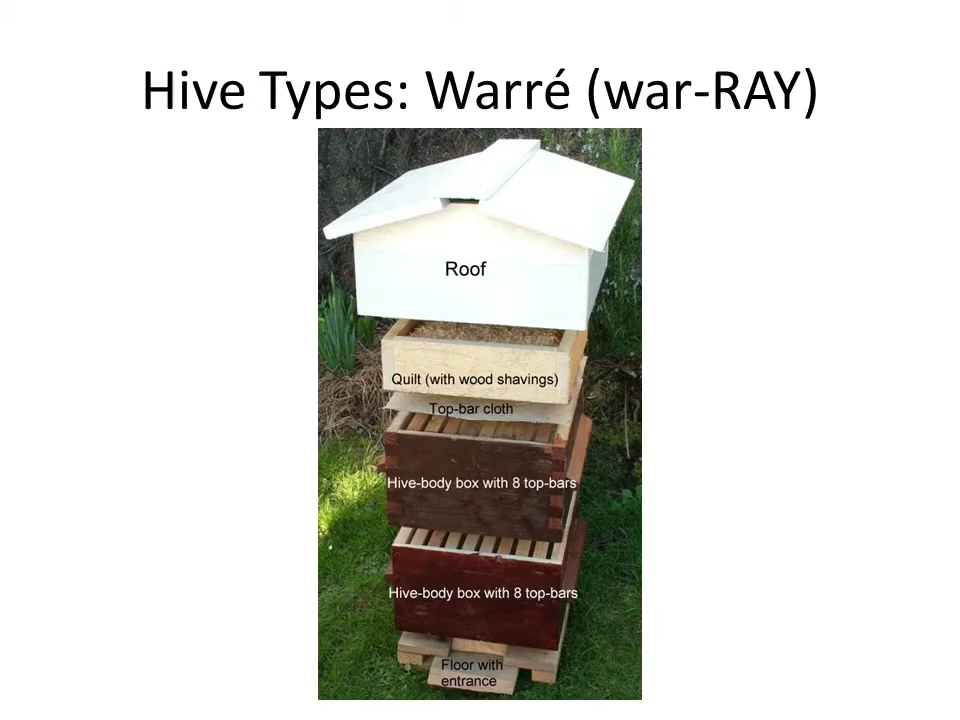 Hive Types: Warré (war-RAY)
Roof
Quilt (with wood shavings)
Top-bar cloth
Hive-body box with 8 top-bars
Hive-body box with 8 top-bars
Floor with
entrance